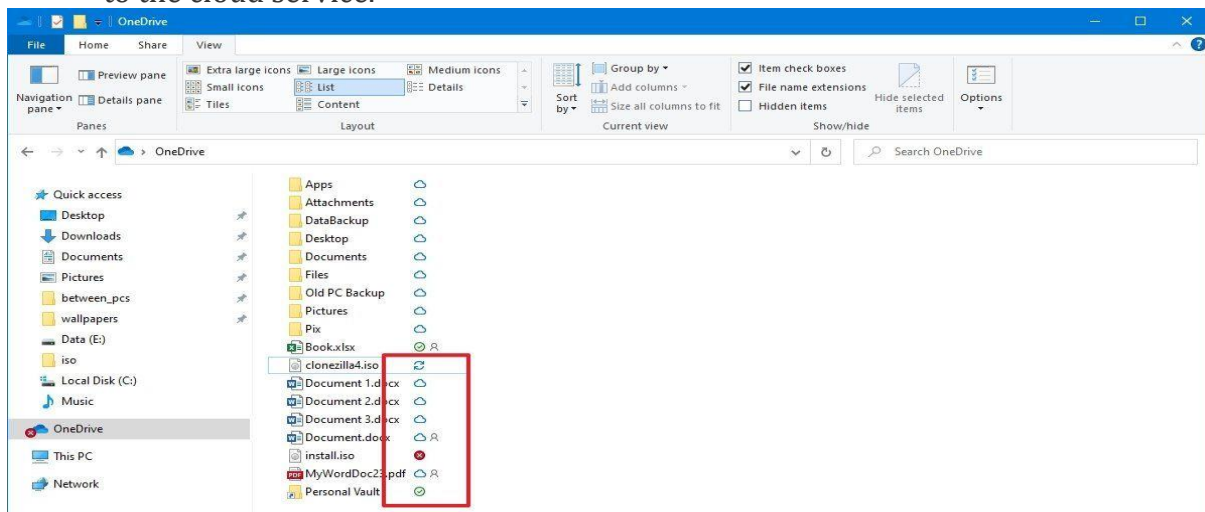 to the cloud service.
OneDrive
File Home Share View
Navigation pane
Preview pane
Details pane
Panes
Extra large icons Large icons Medium icons
Small icons List Details
Tiles Content
Layout
Sort by
Group by
Add columns
Size all columns to fit
Current view
Item check boxes
File name extensions
Hidden items
Hide selected items
Show/hide
Options
OneDrive
Search OneDrive
Quick access
Desktop
Downloads
Documents
Pictures
between_pcs
wallpapers
Data (E:)
iso
Local Disk (C:)
Music
OneDrive
This PC
Network
Apps
Attachments
DataBackup
Desktop
Documents
Files
Old PC Backup
Pictures
Pix
Book.xlsx
clonezilla4.iso
Document 1.docx
Document 2.docx
Document 3.docx
Document.docx
install.iso
MyWordDoc23.pdf
Personal Vault